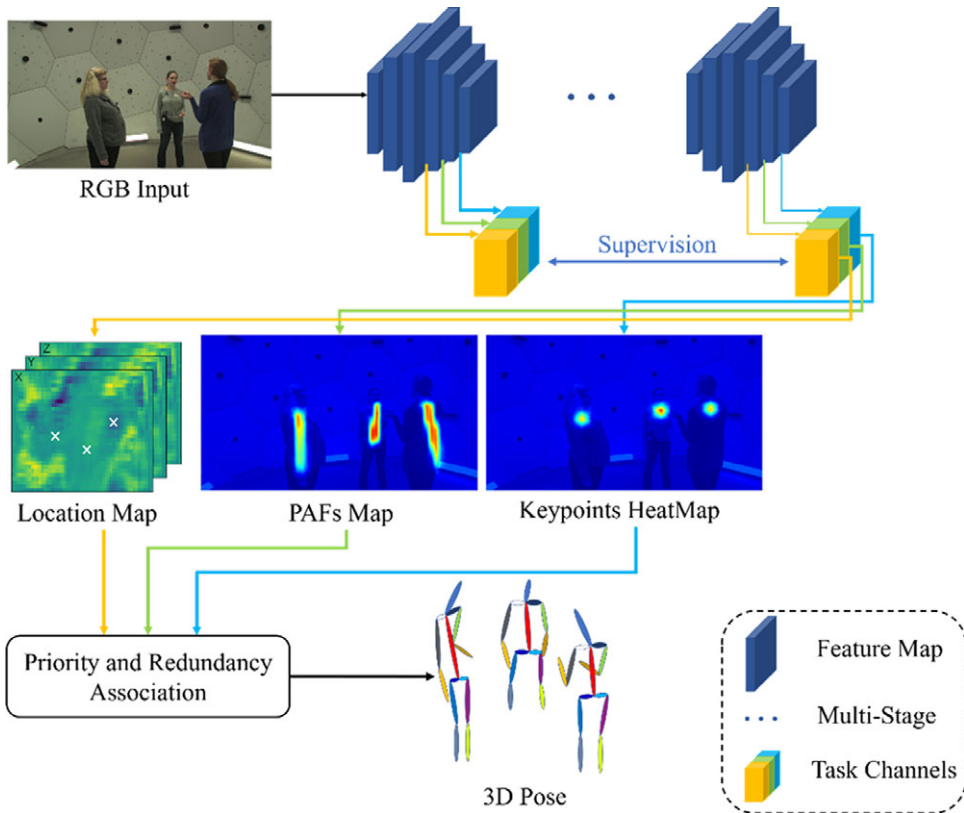 RGB Input
Supervision
Z
Y
X
Location Map
PAFs Map
Keypoints HeatMap
Priority and Redundancy
Association
3D Pose
Feature Map
Multi-Stage
Task Channels